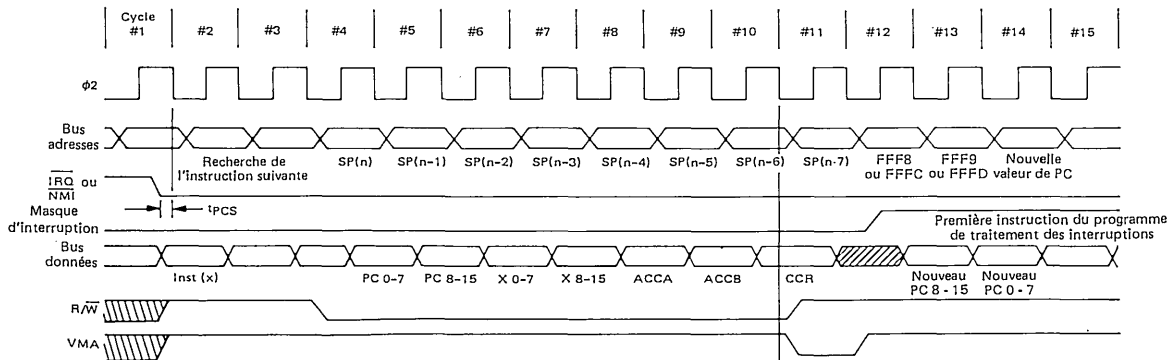 Cycle
#1 #2 #3 #4 #5 #6 #7 #8 #9 #10 #11 #12 #13 #14 #15
φ2
Bus
adresses
Recherche de
l'instruction suivante
SP(n) SP(n-1) SP(n-2) SP(n-3) SP(n-4) SP(n-5) SP(n-6) SP(n-7)
FFF8 FFF9 Nouvelle
ou FFFC ou FFFD valeur de PC
IRQ ou
NMI
tPCS
Masque
d'interruption
Première instruction du programme
de traitement des interruptions
Bus
données
Inst (x) PC 0-7 PC 8-15 X 0-7 X 8-15 ACCA ACCB CCR
Nouveau Nouveau
PC 8-15 PC 0-7
R/W
VMA